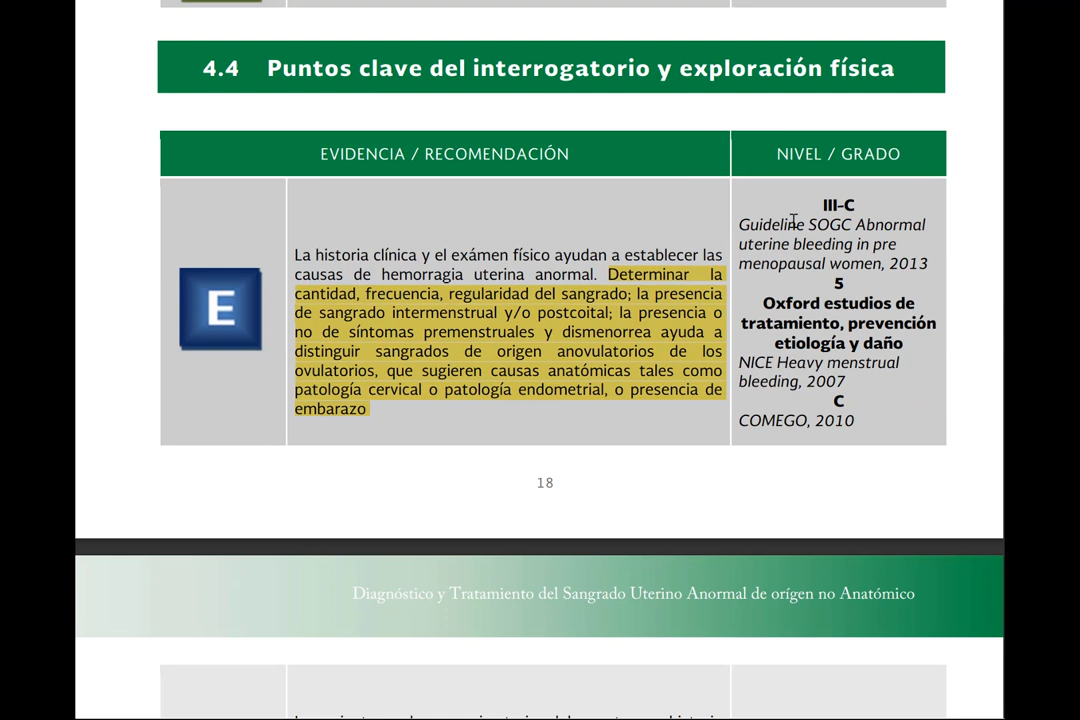 4.4 Puntos clave del interrogatorio y exploración física
EVIDENCIA / RECOMENDACIÓN
NIVEL / GRADO
E
La historia clínica y el exámen físico ayudan a establecer las
causas de hemorragia uterina anormal. Determinar la
cantidad, frecuencia, regularidad del sangrado; la presencia
de sangrado intermenstrual y/o postcoital; la presencia o
no de síntomas premenstruales y dismenorrea ayuda a
distinguir sangrados de origen anovulatorios de los
ovulatorios, que sugieren causas anatómicas tales como
patología cervical o patología endometrial, o presencia de
embarazo
III-C
Guideline SOGC Abnormal
uterine bleeding in pre
menopausal women, 2013
5
Oxford estudios de
tratamiento, prevención
etiología y daño
NICE Heavy menstrual
bleeding, 2007
C
COMEGO, 2010
18
Diagnóstico y Tratamiento del Sangrado Uterino Anormal de orígen no Anatómico